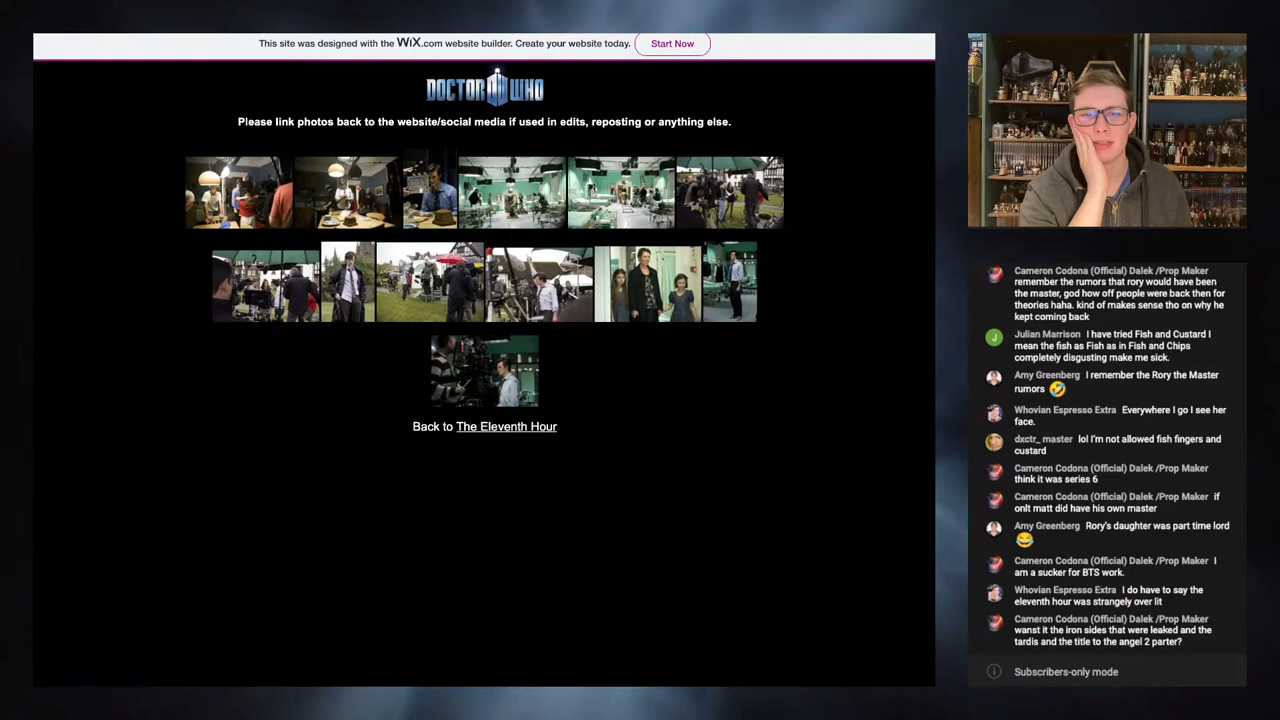 This site was designed with the WiX.com website builder. Create your website today.
Start Now
DOCTOR WHO
Please link photos back to the website/social media if used in edits, reposting or anything else.
Back to The Eleventh Hour
Cameron Codona (Official) Dalek /Prop Maker
remember the rumors that rory would have been
the master, god how off people were back then for
theories haha. kind of makes sense tho on why he
kept coming back
J
Julian Marrison I have tried Fish and Custard I
mean the fish as Fish as in Fish and Chips
completely disgusting make me sick.
Amy Greenberg I remember the Rory the Master
rumors 🤣
Whovian Espresso Extra Everywhere I go I see her
face.
dxctr_ master lol I'm not allowed fish fingers and
custard
Cameron Codona (Official) Dalek /Prop Maker
think it was series 6
Cameron Codona (Official) Dalek /Prop Maker if
onlt matt did have his own master
Amy Greenberg Rory's daughter was part time lord
😂
Cameron Codona (Official) Dalek /Prop Maker I
am a sucker for BTS work.
Whovian Espresso Extra I do have to say the
eleventh hour was strangely over lit
Cameron Codona (Official) Dalek /Prop Maker
wanst it the iron sides that were leaked and the
tardis and the title to the angel 2 parter?
Subscribers-only mode